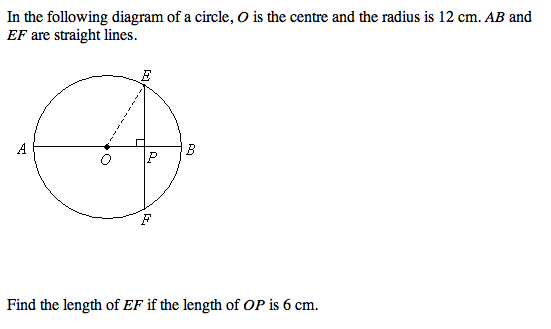 In the following diagram of a circle, O is the centre and the radius is 12 cm. AB and
EF are straight lines.
E
A
O
P
B
F
Find the length of EF if the length of OP is 6 cm.